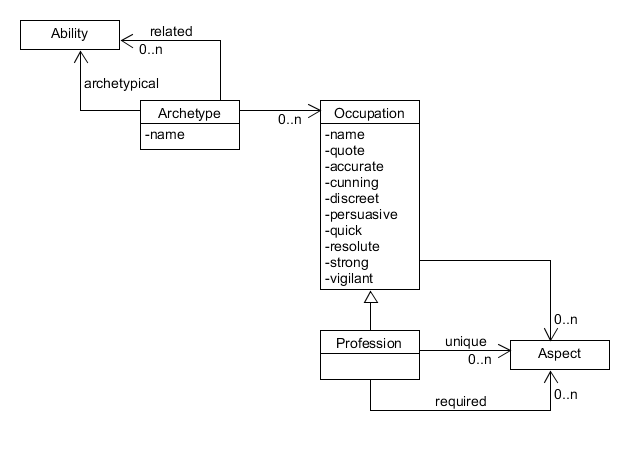 Ability
related
0..n
archetypical
Archetype
-name
0..n
Occupation
-name
-quote
-accurate
-cunning
-discreet
-persuasive
-quick
-resolute
-strong
-vigilant
0..n
Profession
unique
0..n
Aspect
0..n
required